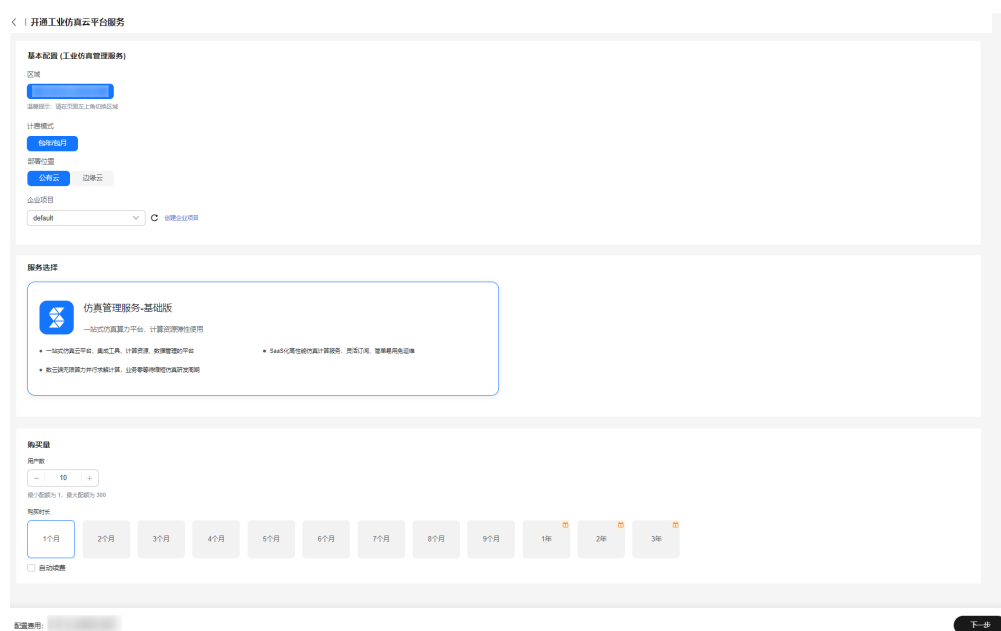 开通工业仿真云平台服务
基本配置 (工业仿真管理服务)
区域
温馨提示：请在页面左上角切换区域
计费模式
包年/包月
部署位置
公有云 边缘云
企业项目
default 创建企业项目
服务选择
仿真管理服务-基础版
一站式仿真算力平台，计算资源弹性使用
一站式仿真云平台，集成工具、计算资源、数据管理的平台
SaaS化高性能仿真计算服务，灵活订阅，简单易用免运维
数云端无限算力并行求解计算，业务零等待缩短仿真研发周期
购买量
用户数
- 10 +
最小配额为 1，最大配额为 300
购买时长
1个月 2个月 3个月 4个月 5个月 6个月 7个月 8个月 9个月 1年 2年 3年
自动续费
配置费用:
下一步